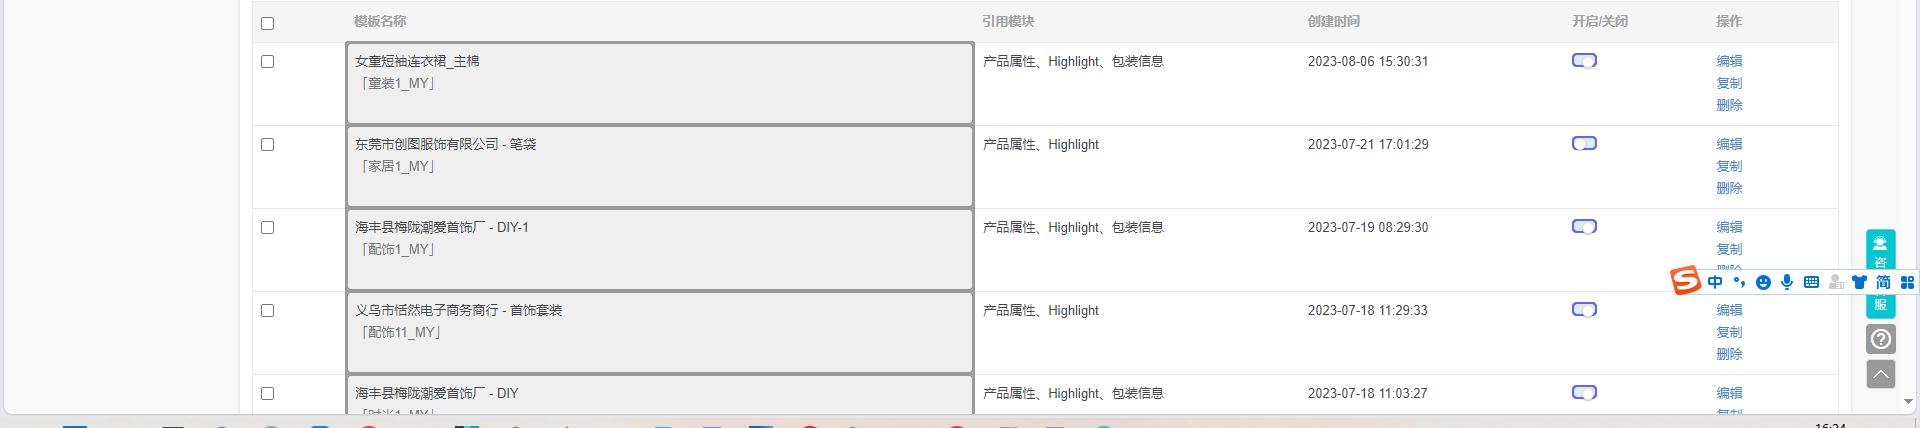 模板名称 引用模块 创建时间 开启/关闭 操作
女童短袖连衣裙_主棉 产品属性、Highlight、包装信息 2023-08-06 15:30:31 编辑
「童装1_MY」 复制
删除
东莞市创图服饰有限公司 - 笔袋 产品属性、Highlight 2023-07-21 17:01:29 编辑
「家居1_MY」 复制
删除
海丰县梅陇潮爱首饰厂 - DIY-1 产品属性、Highlight、包装信息 2023-07-19 08:29:30 编辑
「配饰1_MY」 复制
咨
中 简
服
义乌市恬然电子商务商行 - 首饰套装 产品属性、Highlight 2023-07-18 11:29:33 编辑
「配饰11_MY」 复制
删除
海丰县梅陇潮爱首饰厂 - DIY 产品属性、Highlight、包装信息 2023-07-18 11:03:27 编辑